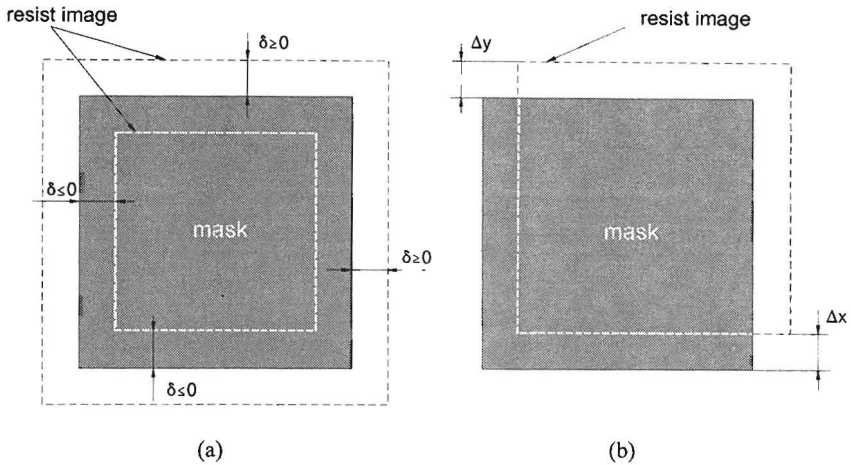 resist image
δ≥0
δ≤0
mask
δ≥0
δ≤0
(a)
Δy
resist image
mask
Δx
(b)